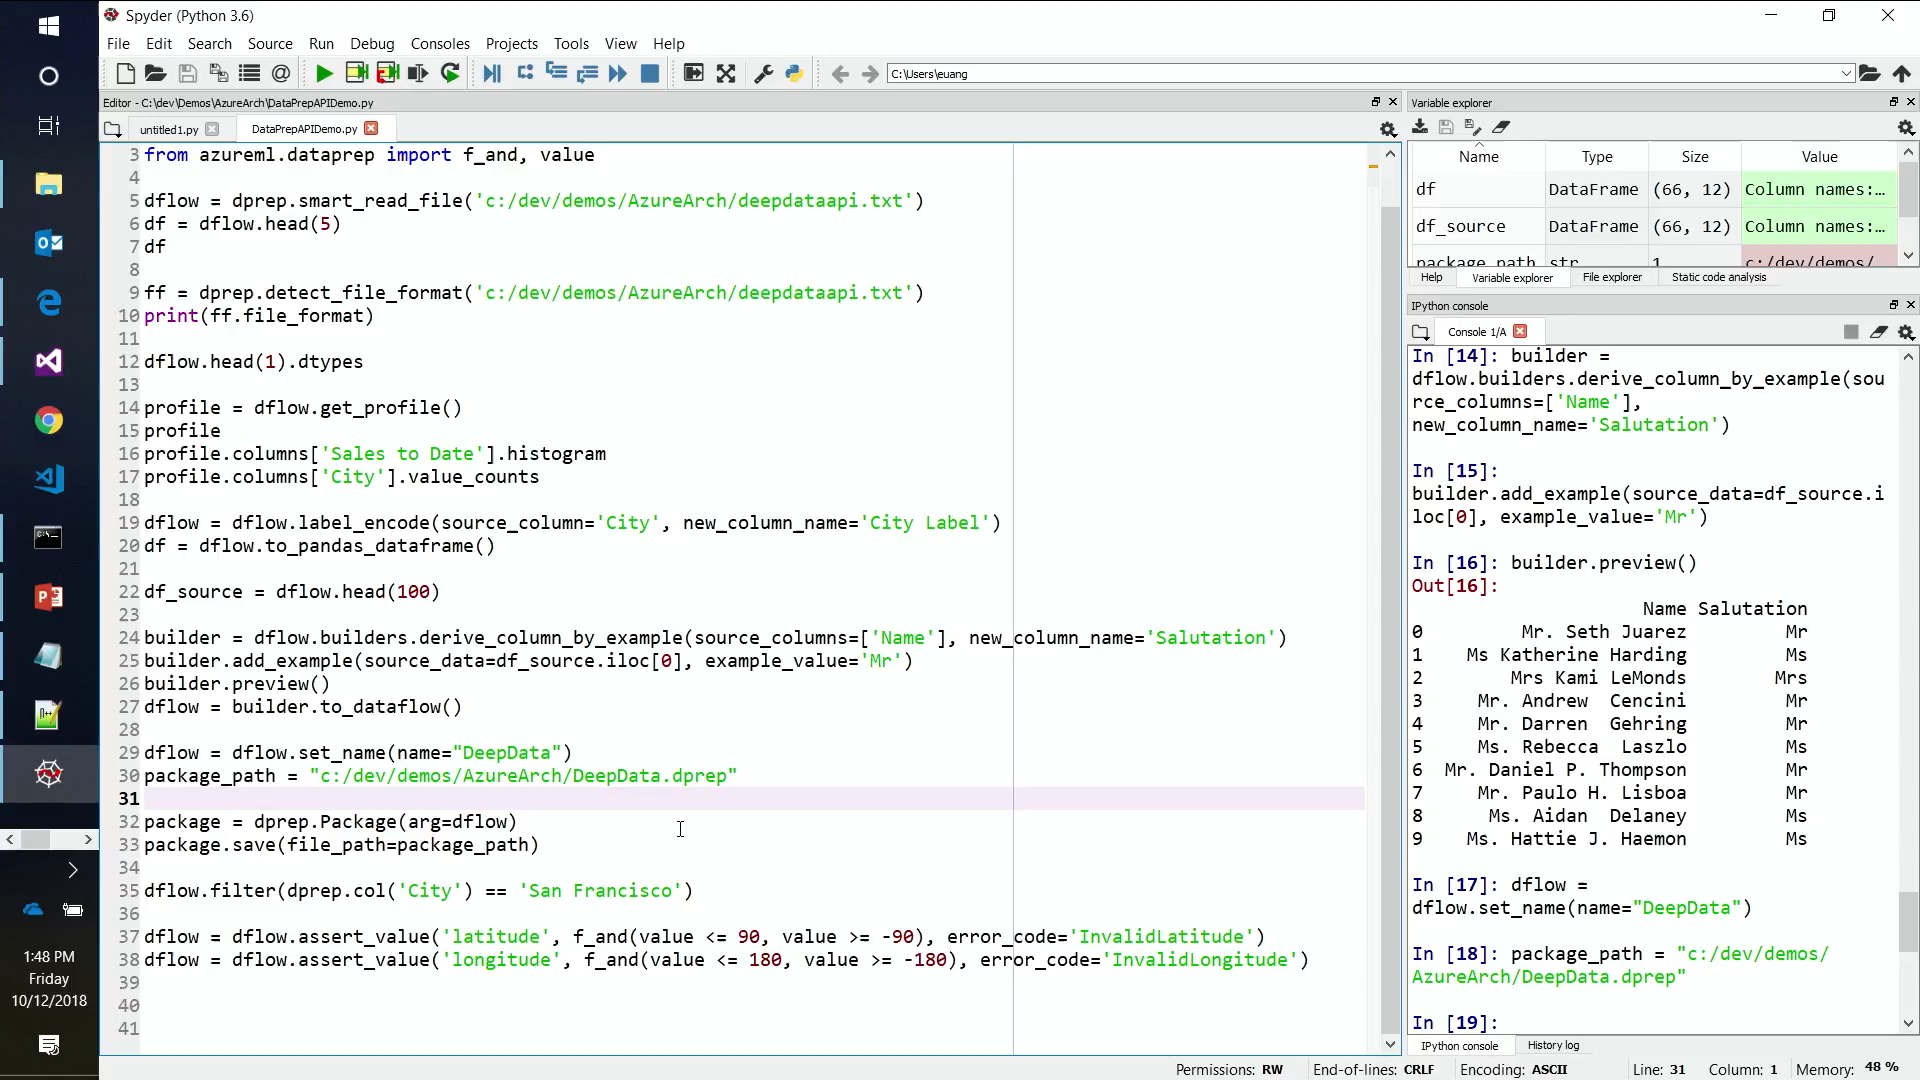 Spyder (Python 3.6)
File Edit Search Source Run Debug Consoles Projects Tools View Help
C:\Users\euang
Editor - C:\dev\Demos\AzureArch\DataPrepAPIDemo.py
untitled1.py DataPrepAPIDemo.py
3 from azureml.dataprep import f_and, value
4
5 dflow = dprep.smart_read_file('c:/dev/demos/AzureArch/deepdataapi.txt')
6 df = dflow.head(5)
7 df
8
9 ff = dprep.detect_file_format('c:/dev/demos/AzureArch/deepdataapi.txt')
10 print(ff.file_format)
11
12 dflow.head(1).dtypes
13
14 profile = dflow.get_profile()
15 profile
16 profile.columns['Sales to Date'].histogram
17 profile.columns['City'].value_counts
18
19 dflow = dflow.label_encode(source_column='City', new_column_name='City Label')
20 df = dflow.to_pandas_dataframe()
21
22 df_source = dflow.head(100)
23
24 builder = dflow.builders.derive_column_by_example(source_columns=['Name'], new_column_name='Salutation')
25 builder.add_example(source_data=df_source.iloc[0], example_value='Mr')
26 builder.preview()
27 dflow = builder.to_dataflow()
28
29 dflow = dflow.set_name(name="DeepData")
30 package_path = "c:/dev/demos/AzureArch/DeepData.dprep"
31
32 package = dprep.Package(arg=dflow)
33 package.save(file_path=package_path)
34
35 dflow.filter(dprep.col('City') == 'San Francisco')
36
37 dflow = dflow.assert_value('latitude', f_and(value <= 90, value >= -90), error_code='InvalidLatitude')
38 dflow = dflow.assert_value('longitude', f_and(value <= 180, value >= -180), error_code='InvalidLongitude')
39
40
41
Variable explorer
Name Type Size Value
df DataFrame (66, 12) Column names:...
df_source DataFrame (66, 12) Column names:...
package_path str 1 c:/dev/demos/
Help Variable explorer File explorer Static code analysis
IPython console
Console 1/A
In [14]: builder =
dflow.builders.derive_column_by_example(sou
rce_columns=['Name'],
new_column_name='Salutation')
In [15]:
builder.add_example(source_data=df_source.i
loc[0], example_value='Mr')
In [16]: builder.preview()
Out[16]:
Name Salutation
0 Mr. Seth Juarez Mr
1 Ms Katherine Harding Ms
2 Mrs Kami LeMonds Mrs
3 Mr. Andrew Cencini Mr
4 Mr. Darren Gehring Mr
5 Ms. Rebecca Laszlo Ms
6 Mr. Daniel P. Thompson Mr
7 Mr. Paulo H. Lisboa Mr
8 Ms. Aidan Delaney Ms
9 Ms. Hattie J. Haemon Ms
In [17]: dflow =
dflow.set_name(name="DeepData")
In [18]: package_path = "c:/dev/demos/
AzureArch/DeepData.dprep"
In [19]:
IPython console History log
Permissions: RW End-of-lines: CRLF Encoding: ASCII Line: 31 Column: 1 Memory: 48 %
1:48 PM
Friday
10/12/2018